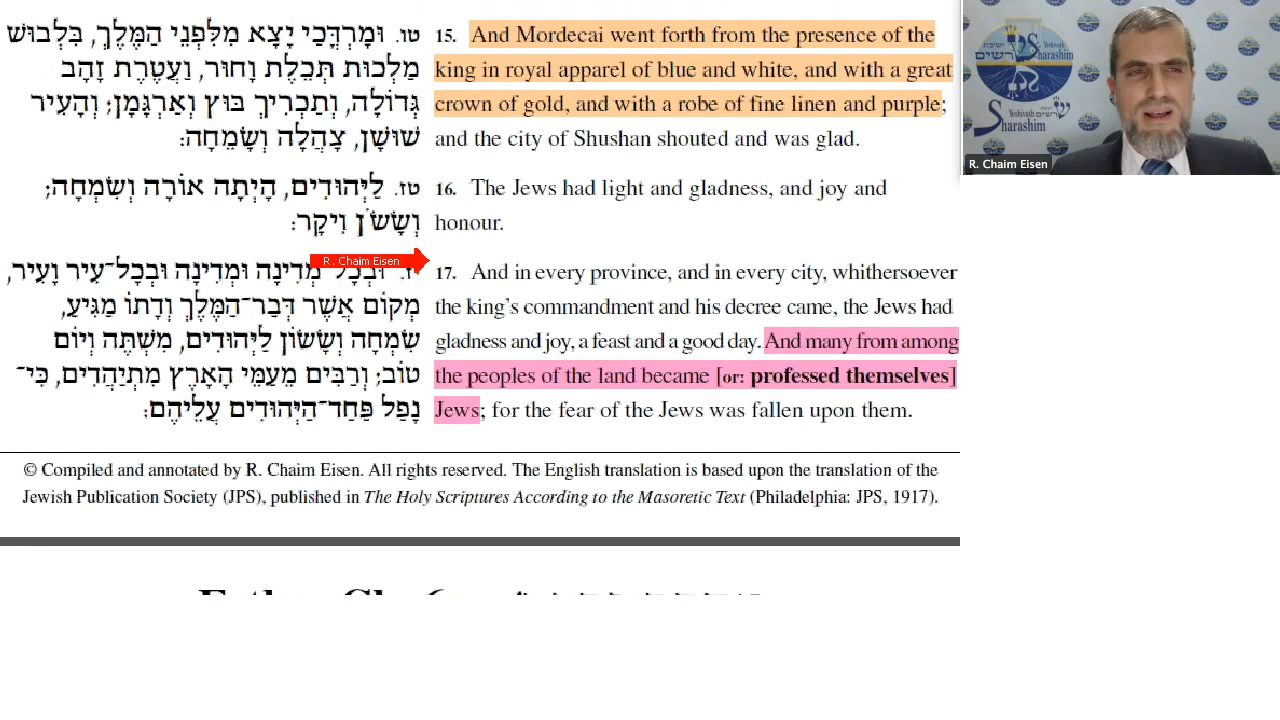 טו. וּמָרְדֳּכַי יָצָא מִלִּפְנֵי הַמֶּלֶךְ, בִּלְבוּשׁ
מַלְכוּת תְּכֵלֶת וָחוּר, וַעֲטֶרֶת זָהָב
גְּדוֹלָה, וְתַכְרִיךְ בּוּץ וְאַרְגָּמָן; וְהָעִיר
שׁוּשָׁן, צָהֲלָה וְשָׂמֵחָה:
15. And Mordecai went forth from the presence of the
king in royal apparel of blue and white, and with a great
crown of gold, and with a robe of fine linen and purple;
and the city of Shushan shouted and was glad.
טז. לַיְּהוּדִים, הָיְתָה אוֹרָה וְשִׂמְחָה;
וְשָׂשֹׂן וִיקָר:
16. The Jews had light and gladness, and joy and
honour.
מְדִינָה וּמְדִינָה וּבְכָל־עִיר וָעִיר,
מְקוֹם אֲשֶׁר דְּבַר־הַמֶּלֶךְ וְדָתוֹ מַגִּיעַ,
שִׂמְחָה וְשָׂשׂוֹן לַיְּהוּדִים, מִשְׁתֶּה וְיוֹם
טוֹב; וְרַבִּים מֵעַמֵּי הָאָרֶץ מִתְיַהֲדִים, כִּי־
נָפַל פַּחַד־הַיְּהוּדִים עֲלֵיהֶם:
R. Chaim Eisen
17. And in every province, and in every city, whithersoever
the king's commandment and his decree came, the Jews had
gladness and joy, a feast and a good day. And many from among
the peoples of the land became [or: professed themselves]
Jews; for the fear of the Jews was fallen upon them.
© Compiled and annotated by R. Chaim Eisen. All rights reserved. The English translation is based upon the translation of the
Jewish Publication Society (JPS), published in The Holy Scriptures According to the Masoretic Text (Philadelphia: JPS, 1917).
Yeshivath
Sharashim
ישיבת
שרשים
Yeshivath
Sharashim
R. Chaim Eisen